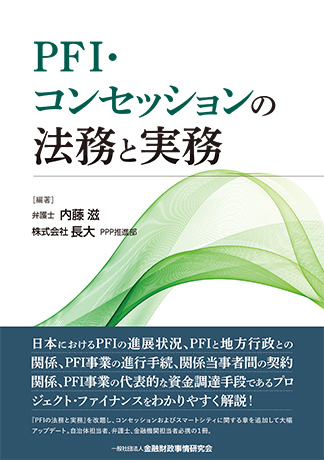 PFI・
コンセッションの
法務と実務
［編著］
弁護士 内藤 滋
株式会社 長大 PPP推進部
日本におけるPFIの進展状況、PFIと地方行政との
関係、PFI事業の進行手続、関係当事者間の契約
関係、PFI事業の代表的な資金調達手段であるプロ
ジェクト・ファイナンスをわかりやすく解説！
『PFIの法務と実務』を改題し、コンセッションおよびスマートシティに関する章を追加して大幅
アップデート。自治体担当者、弁護士、金融機関担当者必携の1冊。
一般社団法人 金融財政事情研究会